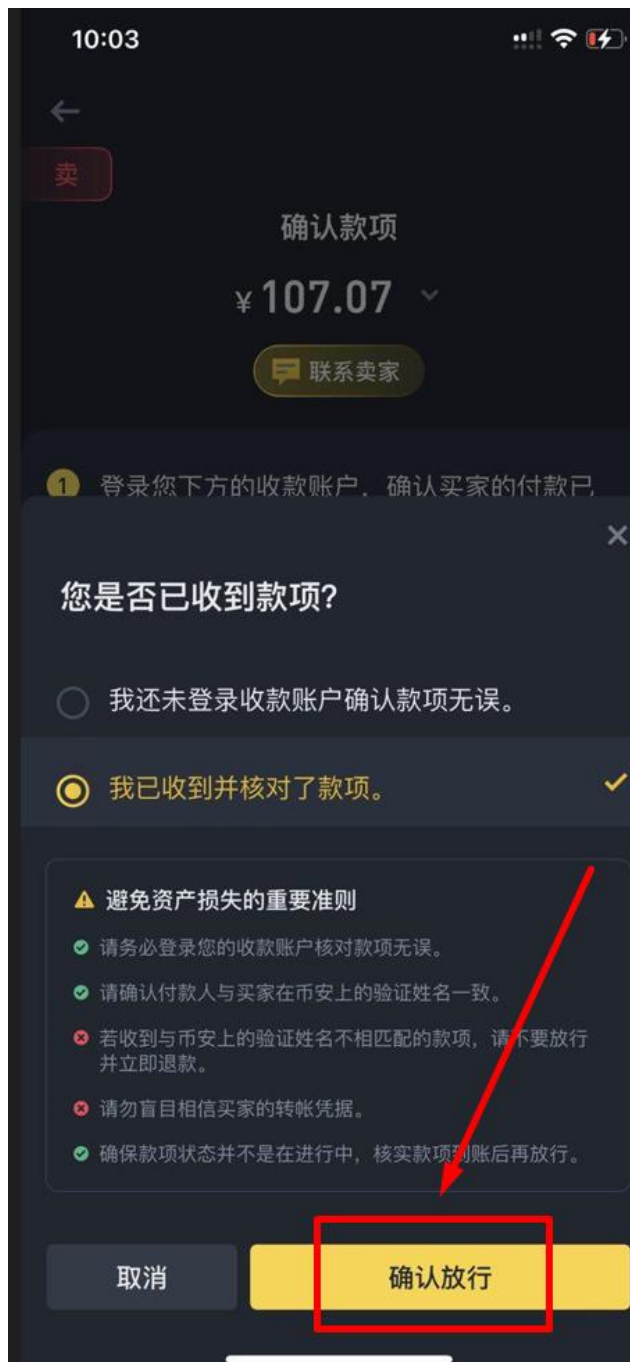 10:03
卖
确认款项
¥ 107.07
联系卖家
1 登录您下方的收款账户，确认买家的付款已
您是否已收到款项?
我还未登录收款账户确认款项无误。
我已收到并核对了款项。
避免资产损失的重要准则
请务必登录您的收款账户核对款项无误。
请确认付款人与买家在币安上的验证姓名一致。
若收到与币安上的验证姓名不相匹配的款项，请不要放行
并立即退款。
请勿盲目相信买家的转帐凭据。
确保款项状态并不是在进行中，核实款项到账后再放行。
取消
确认放行